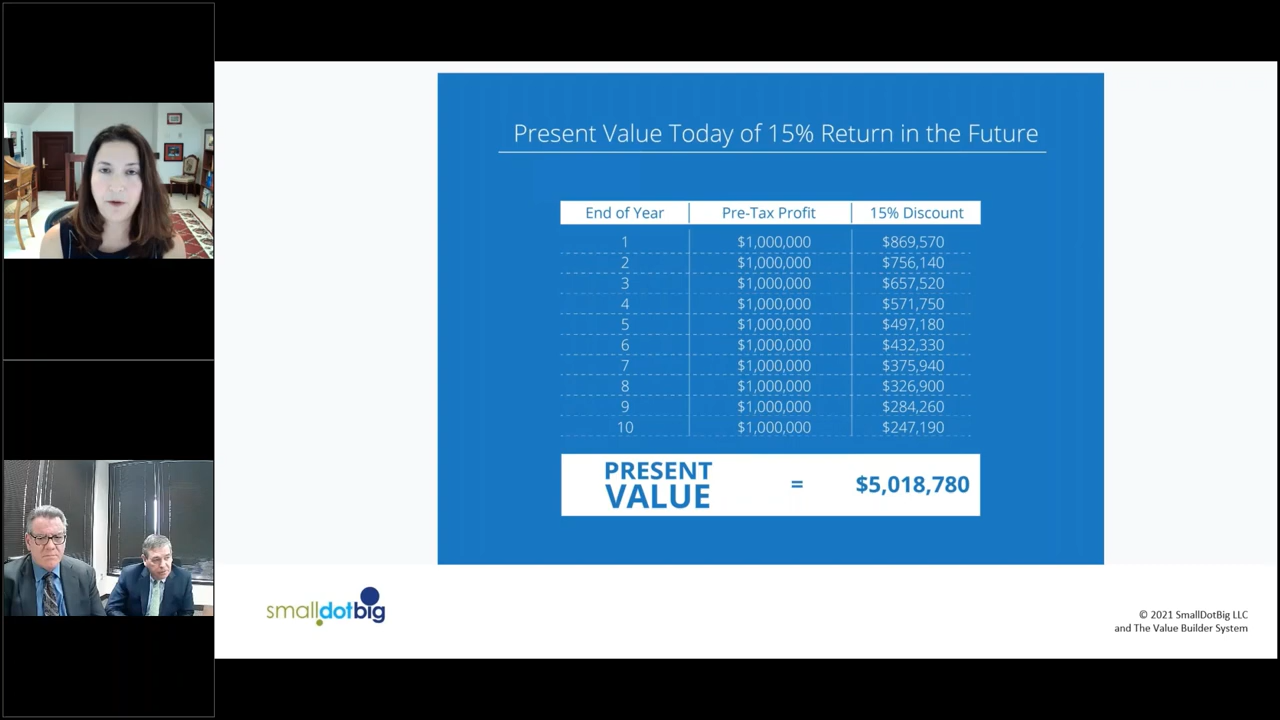 Present Value Today of 15% Return in the Future
End of Year Pre-Tax Profit 15% Discount
1 $1,000,000 $869,570
2 $1,000,000 $756,140
3 $1,000,000 $657,520
4 $1,000,000 $571,750
5 $1,000,000 $497,180
6 $1,000,000 $432,330
7 $1,000,000 $375,940
8 $1,000,000 $326,900
9 $1,000,000 $284,260
10 $1,000,000 $247,190
PRESENT
VALUE = $5,018,780
smalldotbig
© 2021 SmallDotBig LLC
and The Value Builder System